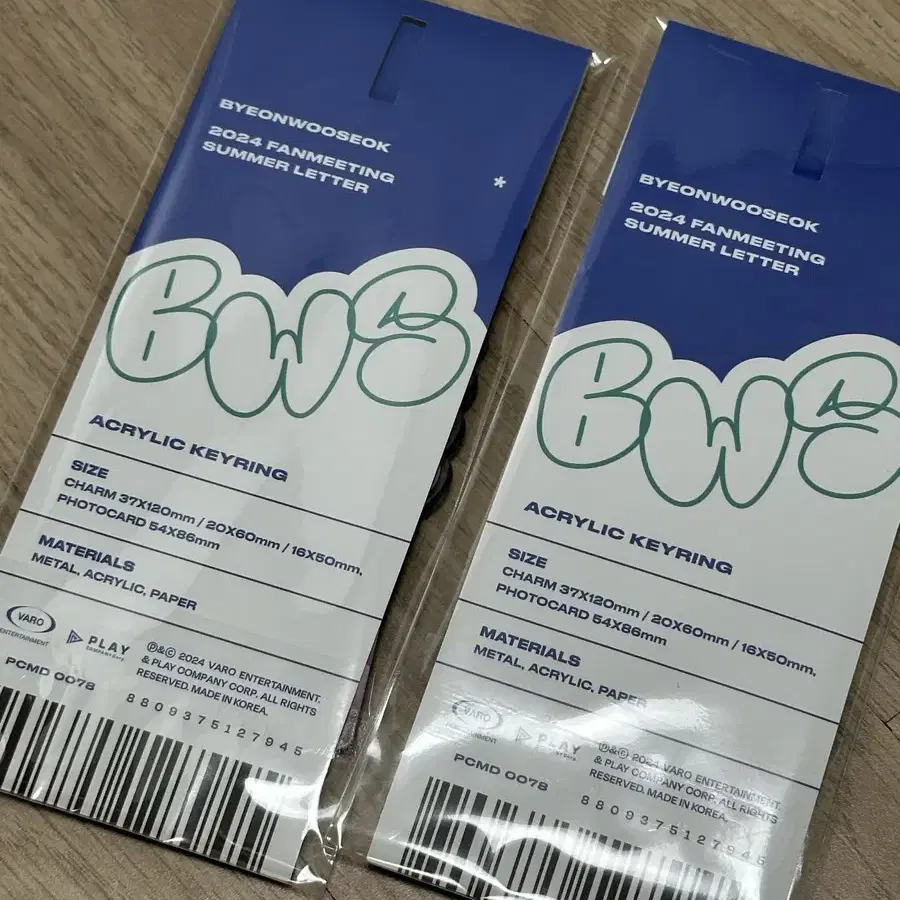 BYEONWOOSEOK
2024 FANMEETING
SUMMER LETTER
*
BWS
ACRYLIC KEYRING
SIZE
CHARM 37X120mm / 20X60mm / 16X50mm,
PHOTOCARD 54X86mm
MATERIALS
METAL, ACRYLIC, PAPER
VARO
ENTERTAINMENT
PLAY
COMPANY CORP.
Ⓟ&© 2024 VARO ENTERTAINMENT.
& PLAY COMPANY CORP. ALL RIGHTS
RESERVED. MADE IN KOREA.
PCMD 0078
8809375127945
BYEONWOOSEOK
2024 FANMEETING
SUMMER LETTER
BWS
ACRYLIC KEYRING
SIZE
CHARM 37X120mm / 20X60mm / 16X50mm,
PHOTOCARD 54X86mm
MATERIALS
METAL, ACRYLIC, PAPER
VARO
PLAY
Ⓟ&© 2024 VARO ENTERTAINMENT.
& PLAY COMPANY CORP. ALL RIGHTS
RESERVED. MADE IN KOREA.
PCMD 0078
8809375127945